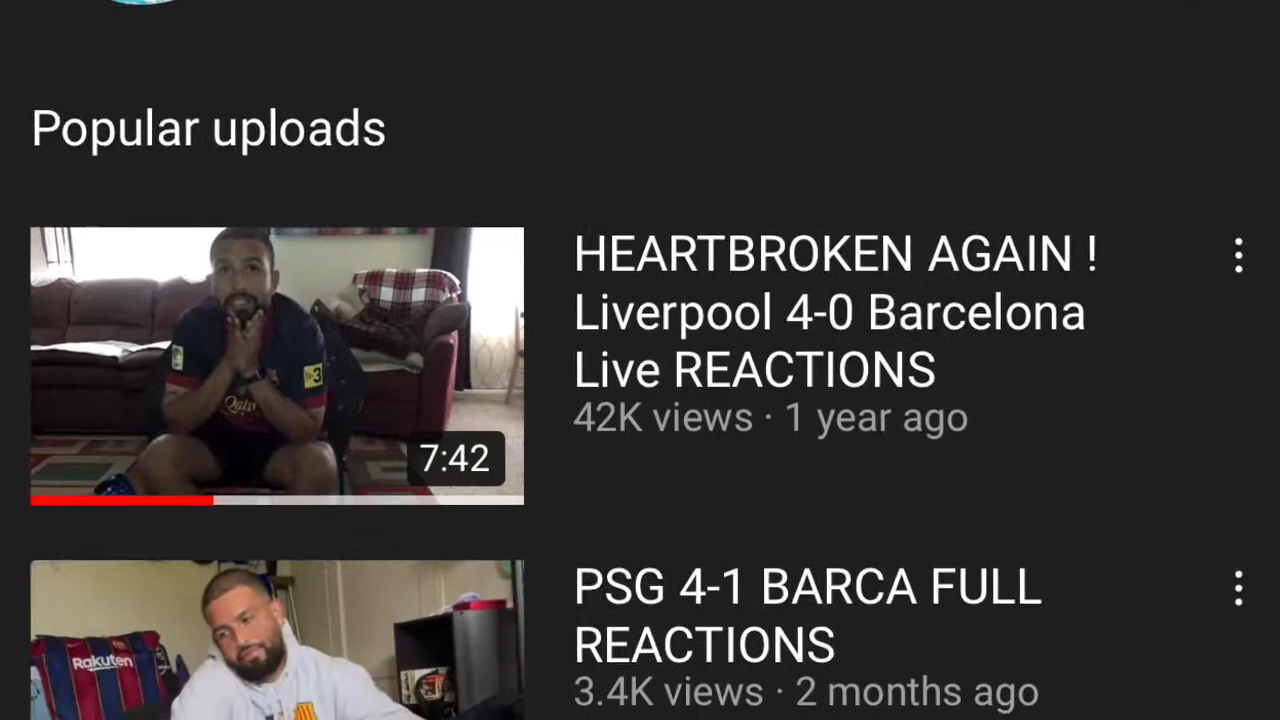 Popular uploads
HEARTBROKEN AGAIN !
Liverpool 4-0 Barcelona
Live REACTIONS
42K views · 1 year ago
7:42
PSG 4-1 BARCA FULL
REACTIONS
3.4K views · 2 months ago
Rakuten